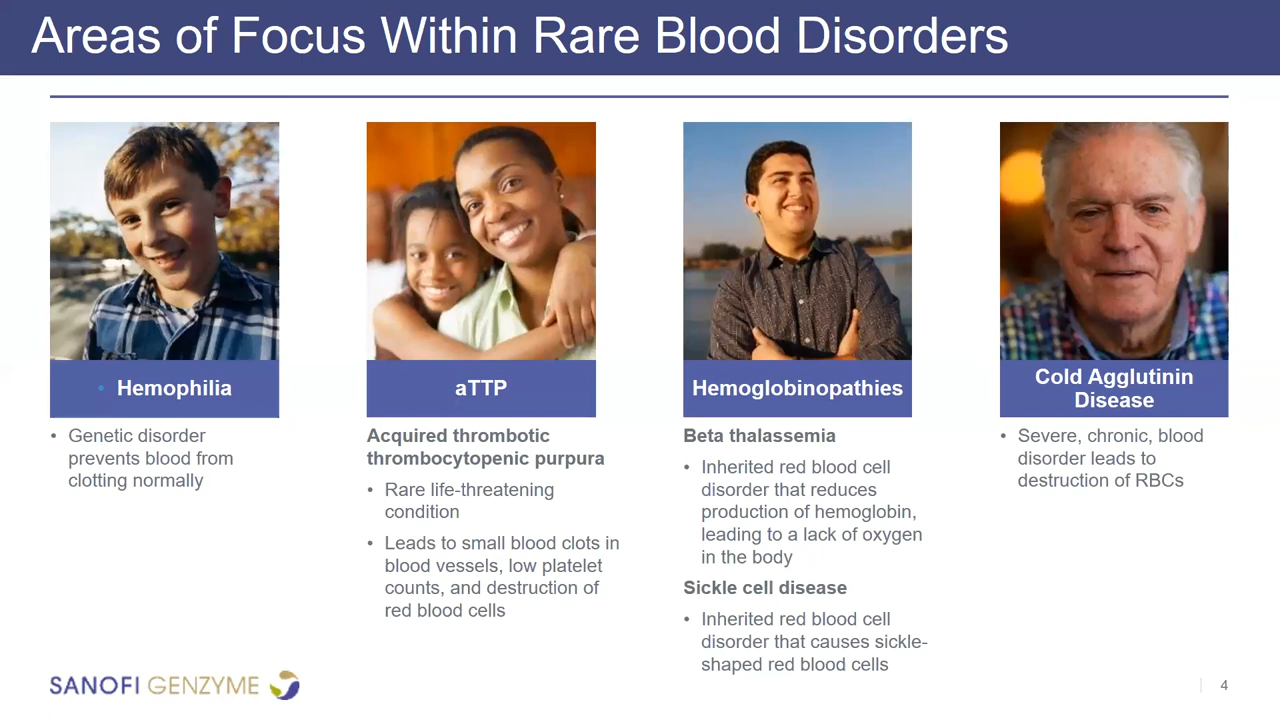 Areas of Focus Within Rare Blood Disorders
• Hemophilia
• Genetic disorder
prevents blood from
clotting normally
aTTP
Acquired thrombotic
thrombocytopenic purpura
• Rare life-threatening
condition
• Leads to small blood clots in
blood vessels, low platelet
counts, and destruction of
red blood cells
Hemoglobinopathies
Beta thalassemia
• Inherited red blood cell
disorder that reduces
production of hemoglobin,
leading to a lack of oxygen
in the body
Sickle cell disease
• Inherited red blood cell
disorder that causes sickle-
shaped red blood cells
Cold Agglutinin
Disease
• Severe, chronic, blood
disorder leads to
destruction of RBCs
SANOFI GENZYME
4